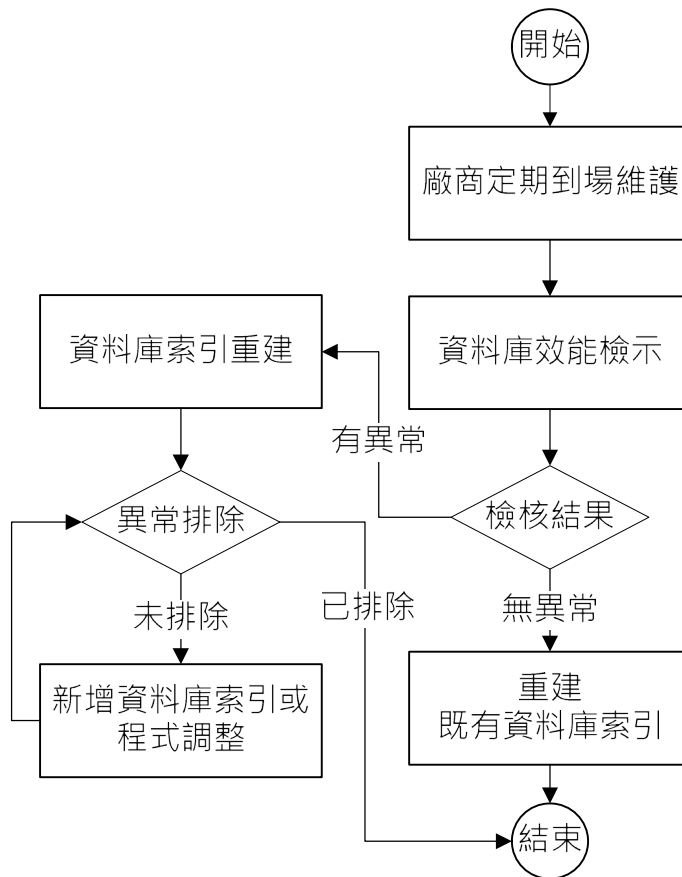 開始
廠商定期到場維護
資料庫效能檢示
檢核結果
有異常
無異常
資料庫索引重建
異常排除
未排除
已排除
新增資料庫索引或
程式調整
重建
既有資料庫索引
結束